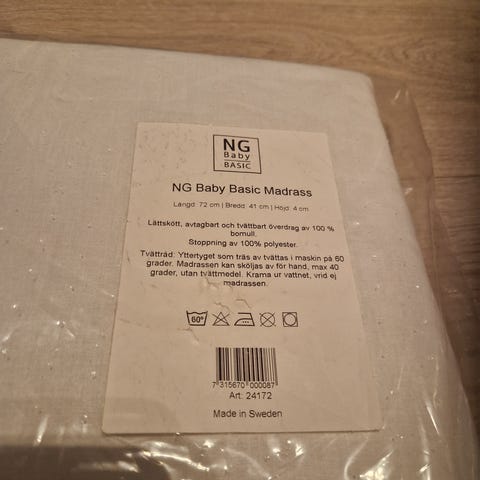 NG
Baby
BASIC
NG Baby Basic Madrass
Längd: 72 cm | Bredd: 41 cm | Höjd: 4 cm
Lättskött, avtagbart och tvättbart överdrag av 100 %
bomull.
Stoppning av 100% polyester.
Tvättråd: Yttertyget som träs av tvättas i maskin på 60
grader. Madrassen kan sköljas av för hand, max 40
grader, utan tvättmedel. Krama ur vattnet, vrid ej
madrassen.
60°
7 315670 000087
Art: 24172
Made in Sweden